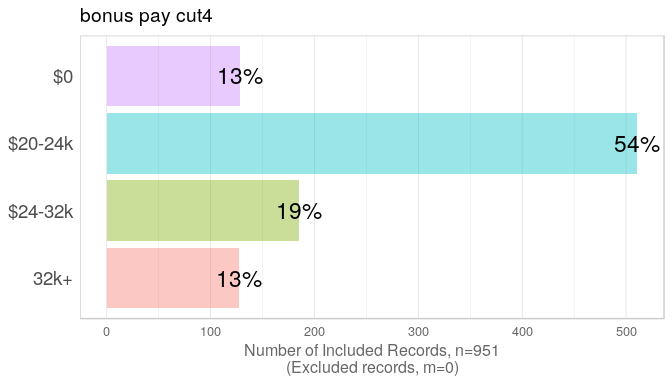 bonus pay cut4
$0
13%
$20-24k
54%
$24-32k
19%
32k+
13%
0 100 200 300 400 500
Number of Included Records, n=951
(Excluded records, m=0)